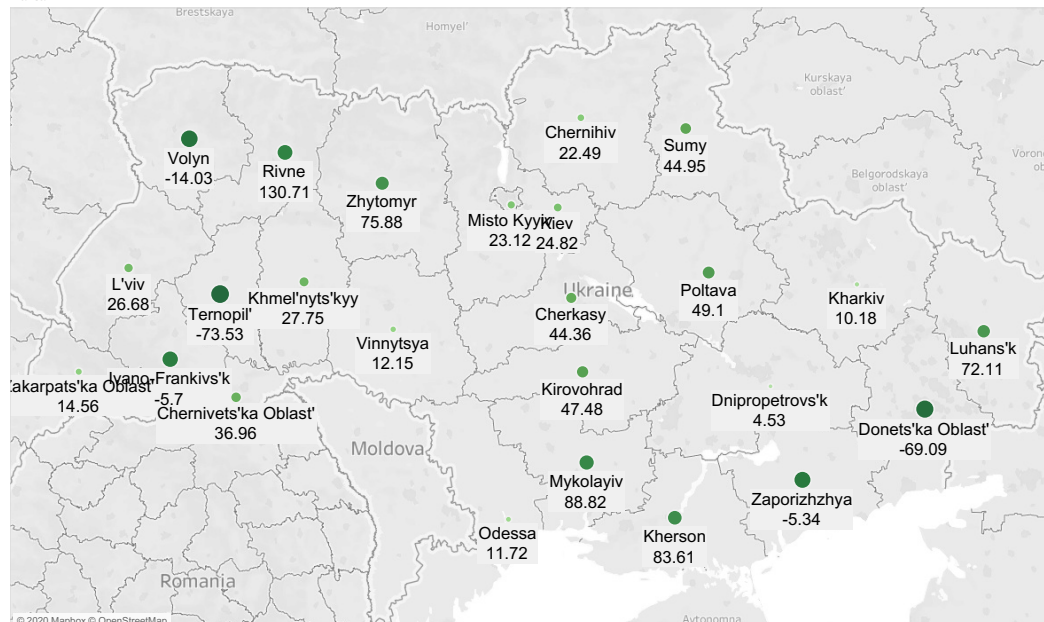 Brestskaya
Homyel'
Kurskaya
oblast'
Chernihiv
22.49
Sumy
44.95
Volyn
-14.03
Rivne
130.71
Zhytomyr
75.88
Belgorodskaya
oblast'
Misto Kyyiv
23.12
Kiev
24.82
L'viv
26.68
Ternopil'
-73.53
Khmel'nyts'kyy
27.75
Ukraine
Cherkasy
44.36
Poltava
49.1
Kharkiv
10.18
Vinnytsya
12.15
Luhans'k
72.11
Zakarpats'ka Oblast'
14.56
Ivano-Frankivs'k
-5.7
Chernivets'ka Oblast'
36.96
Kirovohrad
47.48
Dnipropetrovs'k
4.53
Donets'ka Oblast'
-69.09
Moldova
Mykolayiv
88.82
Zaporizhzhya
-5.34
Odessa
11.72
Kherson
83.61
Romania
Avtonomna
© 2020 Mapbox © OpenStreetMap